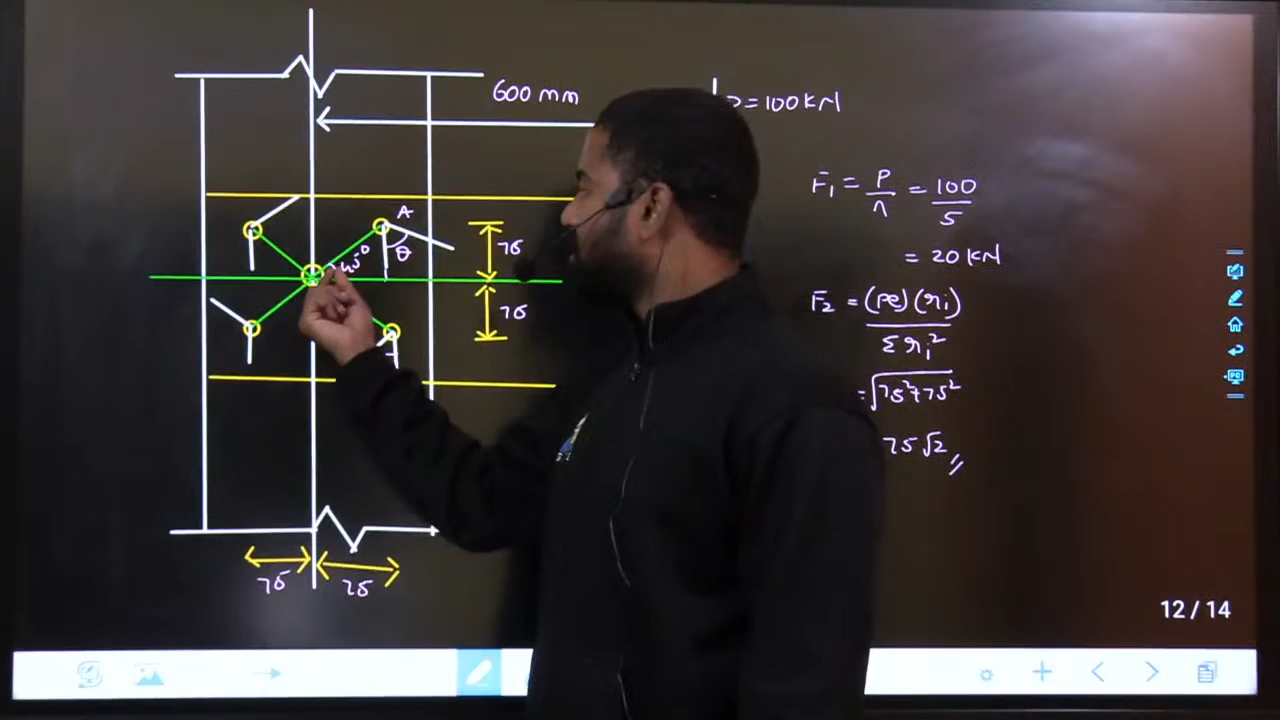 600 mm
P=100 kN
F₁ = P/n = 100/5
= 20 kN
A
θ
45°
75
75
F₂ = (Pe)(r₁)/Σr₁²
= √75²+75²
75√2 //
75
75
12 / 14